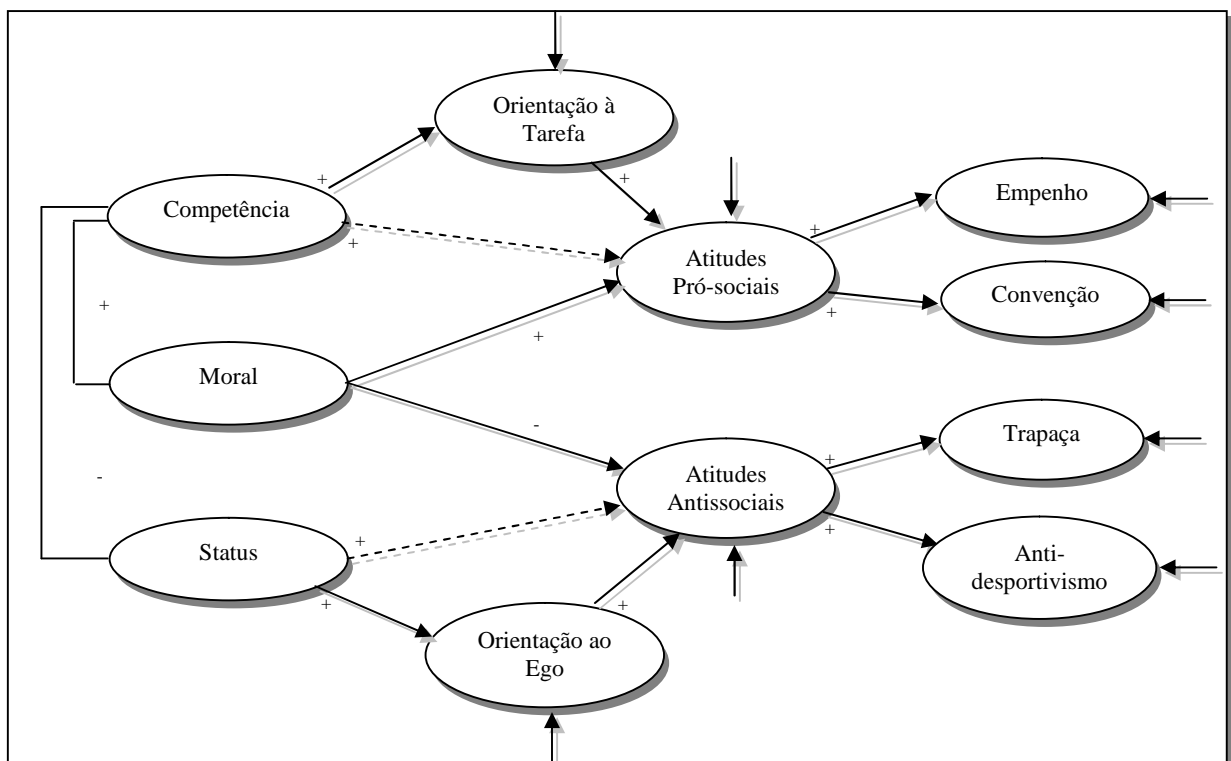 Orientação à
Tarefa
+
+
Competência
+
Empenho
+
Atitudes
Pró-sociais
+
Convenção
+
+
Moral
-
+
Trapaça
Atitudes
Antissociais
-
+
Status
+
+
+
Anti-
desportivismo
Orientação ao
Ego
+